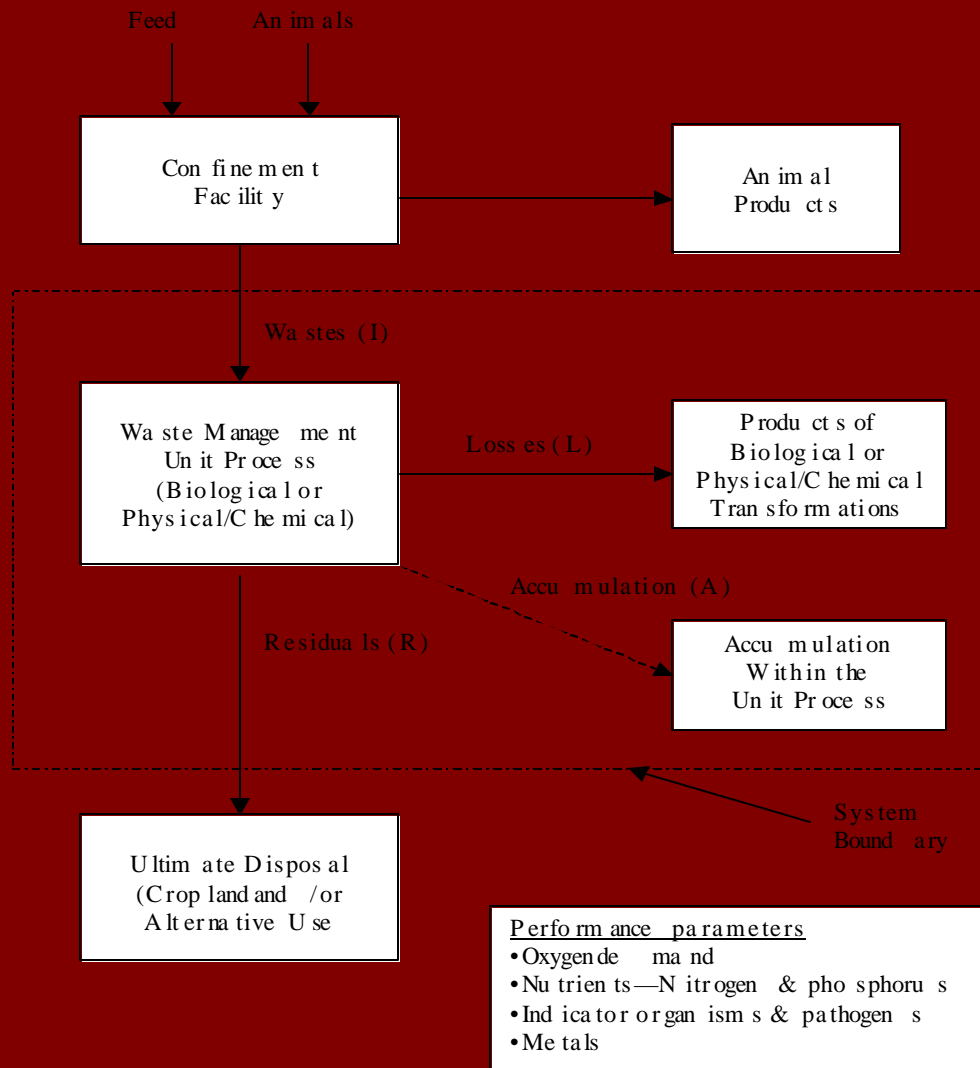 Feed
Animals
Confinement
Facility
Animal
Products
Wastes (I)
Waste Management
Unit Process
(Biological or
Physical/Chemical)
Losses (L)
Products of
Biological or
Physical/Chemical
Transformations
Accumulation (A)
Residuals (R)
Accumulation
Within the
Unit Process
System
Boundary
Ultimate Disposal
(Cropland and /or
Alternative Use
Performance parameters
•Oxygen demand
•Nutrients—Nitrogen & phosphorus
•Indicator organisms & pathogens
•Metals